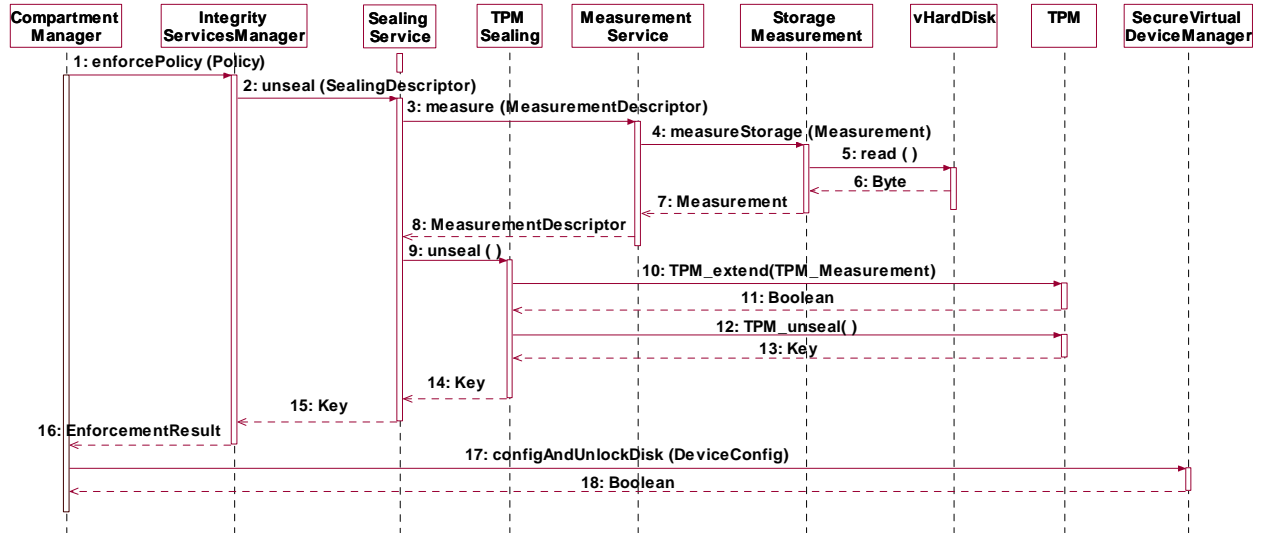 Compartment
Manager
Integrity
ServicesManager
Sealing
Service
TPM
Sealing
Measurement
Service
Storage
Measurement
vHardDisk
TPM
SecureVirtual
DeviceManager
1: enforcePolicy (Policy)
2: unseal (SealingDescriptor)
3: measure (MeasurementDescriptor)
4: measureStorage (Measurement)
5: read ( )
6: Byte
7: Measurement
8: MeasurementDescriptor
9: unseal ( )
10: TPM_extend(TPM_Measurement)
11: Boolean
12: TPM_unseal( )
13: Key
14: Key
15: Key
16: EnforcementResult
17: configAndUnlockDisk (DeviceConfig)
18: Boolean